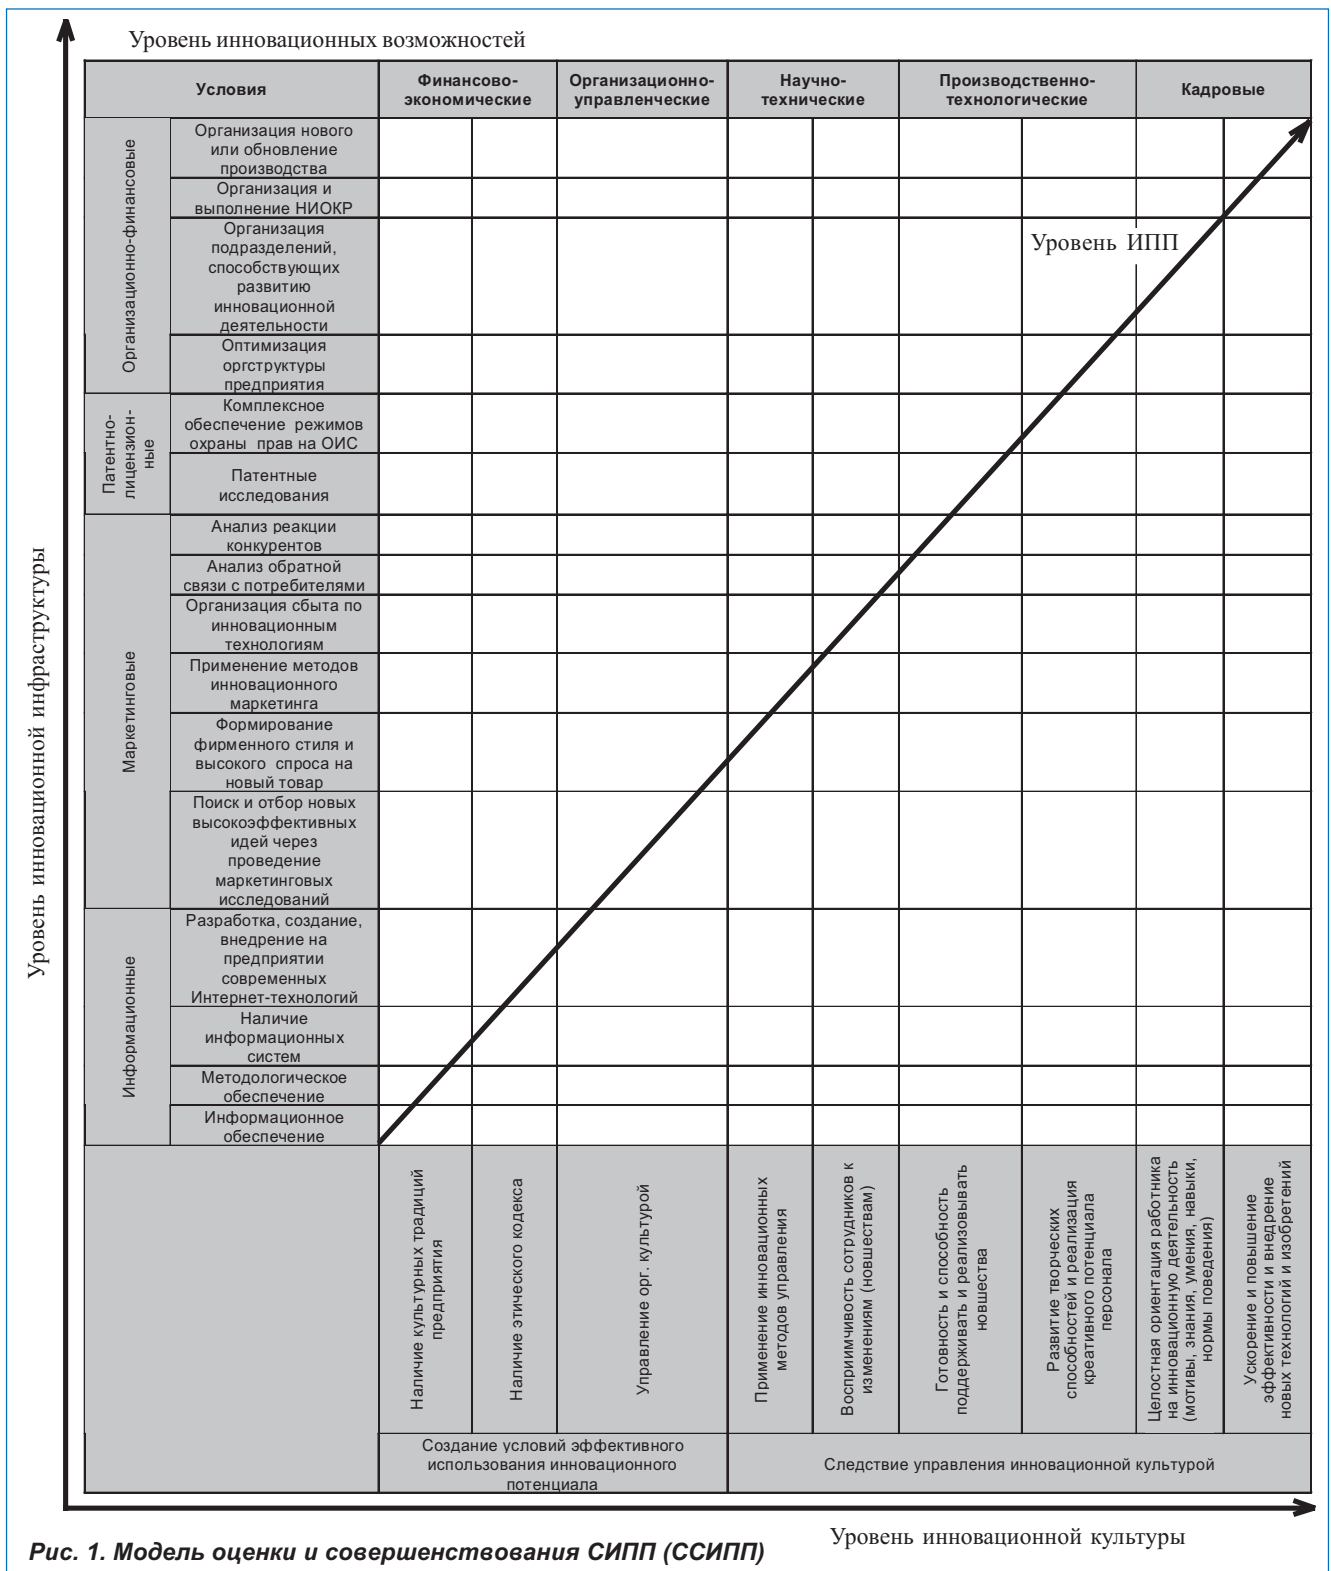 Уровень инновационных возможностей
Условия
Финансово-
экономические
Организационно-
управленческие
Научно-
технические
Производственно-
технологические
Кадровые
Организационно-финансовые
Организация нового
или обновление
производства
Организация и
выполнение НИОКР
Организация
подразделений,
способствующих
развитию
инновационной
деятельности
Оптимизация
оргструктуры
предприятия
Уровень ИПП
Патентно-
лицензион-
ные
Комплексное
обеспечение режимов
охраны прав на ОИС
Патентные
исследования
Маркетинговые
Анализ реакции
конкурентов
Анализ обратной
связи с потребителями
Организация сбыта по
инновационным
технологиям
Применение методов
инновационного
маркетинга
Формирование
фирменного стиля и
высокого спроса на
новый товар
Поиск и отбор новых
высокоэффективных
идей через
проведение
маркетинговых
исследований
Информационные
Разработка, создание,
внедрение на
предприятии
современных
Интернет-технологий
Наличие
информационных
систем
Методологическое
обеспечение
Информационное
обеспечение
Уровень инновационной инфраструктуры
Наличие культурных традиций
предприятия
Наличие этического кодекса
Управление орг. культурой
Применение инновационных
методов управления
Восприимчивость сотрудников к
изменениям (новшествам)
Готовность и способность
поддерживать и реализовывать
новшества
Развитие творческих
способностей и реализация
креативного потенциала
персонала
Целостная ориентация работника
на инновационную деятельность
(мотивы, знания, умения, навыки,
нормы поведения)
Ускорение и повышение
эффективности и внедрение
новых технологий и изобретений
Создание условий эффективного
использования инновационного
потенциала
Следствие управления инновационной культурой
Уровень инновационной культуры
Рис. 1. Модель оценки и совершенствования СИПП (ССИПП)